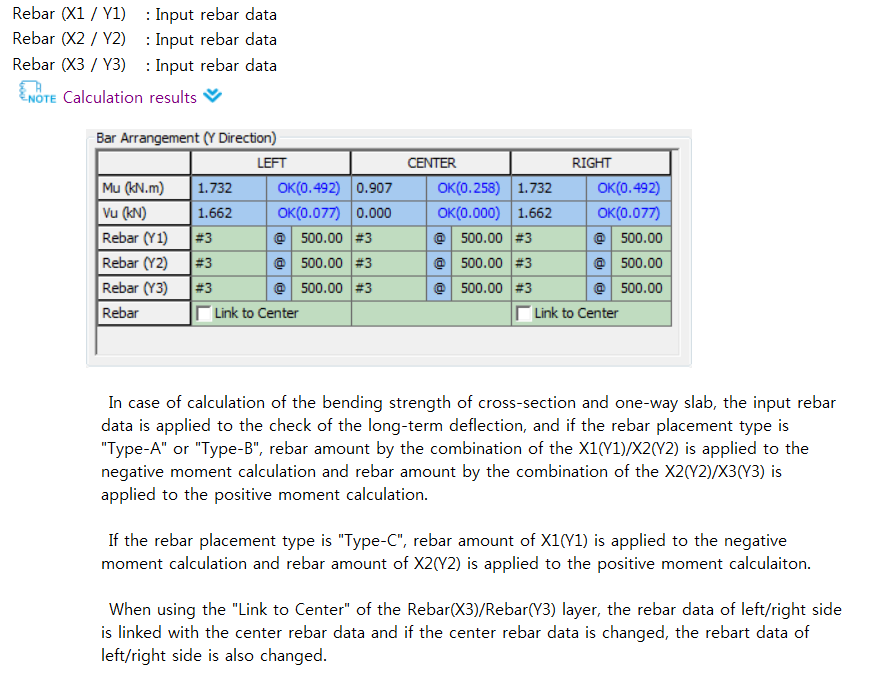 Rebar (X1 / Y1) : Input rebar data
Rebar (X2 / Y2) : Input rebar data
Rebar (X3 / Y3) : Input rebar data
NOTE Calculation results
Bar Arrangement (Y Direction)
LEFT CENTER RIGHT
Mu (kN.m) 1.732 OK(0.492) 0.907 OK(0.258) 1.732 OK(0.492)
Vu (kN) 1.662 OK(0.077) 0.000 OK(0.000) 1.662 OK(0.077)
Rebar (Y1) #3 @ 500.00 #3 @ 500.00 #3 @ 500.00
Rebar (Y2) #3 @ 500.00 #3 @ 500.00 #3 @ 500.00
Rebar (Y3) #3 @ 500.00 #3 @ 500.00 #3 @ 500.00
Rebar Link to Center Link to Center
In case of calculation of the bending strength of cross-section and one-way slab, the input rebar
data is applied to the check of the long-term deflection, and if the rebar placement type is
"Type-A" or "Type-B", rebar amount by the combination of the X1(Y1)/X2(Y2) is applied to the
negative moment calculation and rebar amount by the combination of the X2(Y2)/X3(Y3) is
applied to the positive moment calculation.
If the rebar placement type is "Type-C", rebar amount of X1(Y1) is applied to the negative
moment calculation and rebar amount of X2(Y2) is applied to the positive moment calculaiton.
When using the "Link to Center" of the Rebar(X3)/Rebar(Y3) layer, the rebar data of left/right side
is linked with the center rebar data and if the center rebar data is changed, the rebart data of
left/right side is also changed.